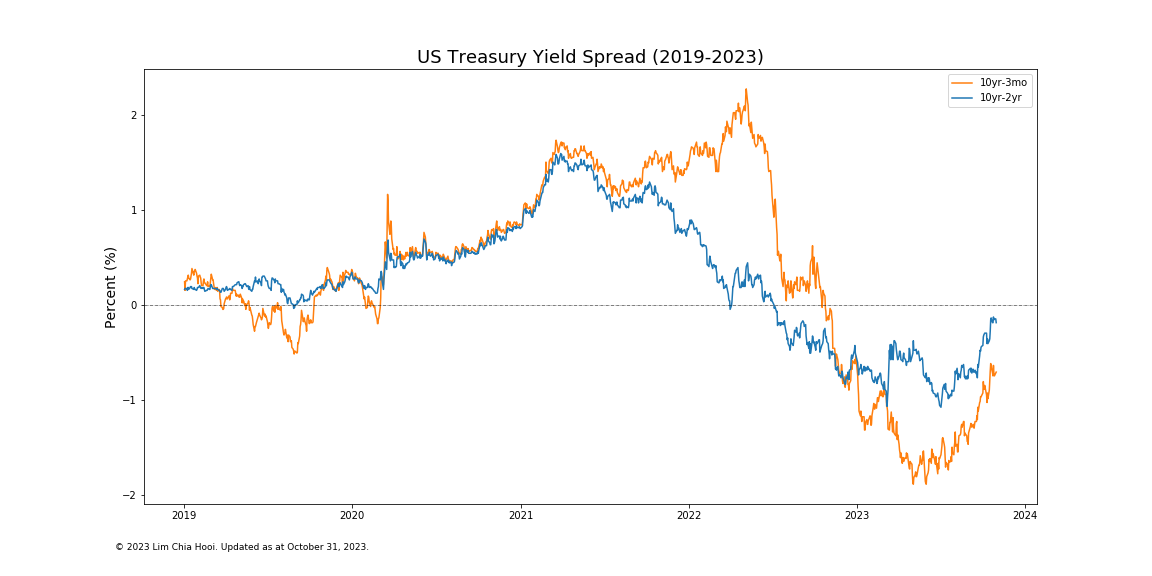 US Treasury Yield Spread (2019-2023)
10yr-3mo
10yr-2yr
Percent (%)
2
1
0
−1
−2
2019
2020
2021
2022
2023
2024
© 2023 Lim Chia Hooi. Updated as at October 31, 2023.